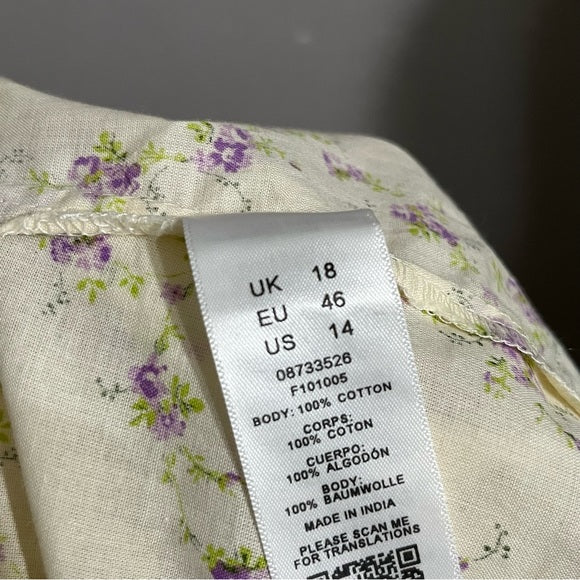 UK 18
EU 46
US 14
08733526
F101005
BODY: 100% COTTON
CORPS:
100% COTON
CUERPO:
100% ALGODÓN
BODY:
100% BAUMWOLLE
MADE IN INDIA
PLEASE SCAN ME
FOR TRANSLATIONS